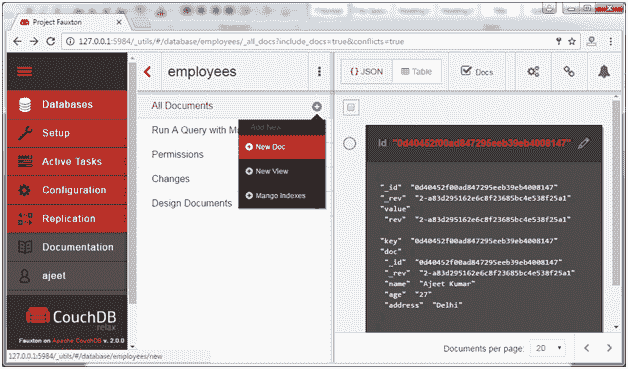 Project Fauxton
127.0.0.1:5984/_utils/#/database/employees/_all_docs?include_docs=true&conflicts=true
Databases
Setup
Active Tasks
Configuration
Replication
Documentation
ajeet
CouchDB
relax
Fauxton on Apache CouchDB v. 2.0.0
127.0.0.1:5984/_utils/#/database/employees/new
employees
All Documents
Run A Query with M
Permissions
Changes
Design Documents
Add New
New Doc
New View
Mango Indexes
{ } JSON
Table
Docs
id "0d40452f00ad847295eeb39eb4008147"
"_id" "0d40452f00ad847295eeb39eb4008147"
"_rev" "2-a83d295162e6c8f23685bc4e538f25a1"
"value"
"rev" "2-a83d295162e6c8f23685bc4e538f25a1"
"key" "0d40452f00ad847295eeb39eb4008147"
"doc"
"_id" "0d40452f00ad847295eeb39eb4008147"
"_rev" "2-a83d295162e6c8f23685bc4e538f25a1"
"name" "Ajeet Kumar"
"age" "27"
"address" "Delhi"
Documents per page: 20